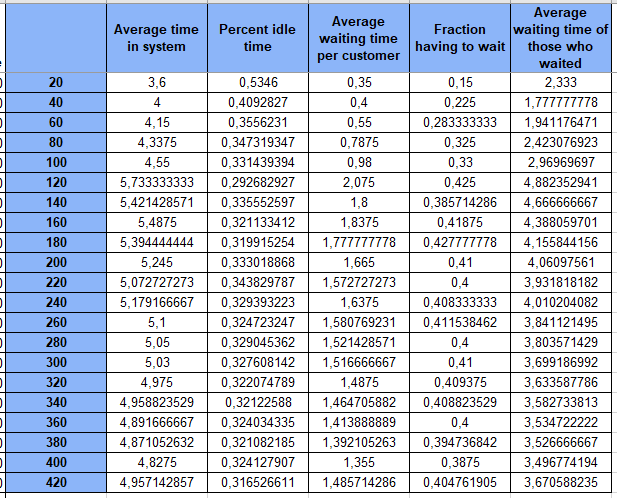 Average time in system Percent idle time Average waiting time per customer Fraction having to wait Average waiting time of those who waited
20 3,6 0,5346 0,35 0,15 2,333
40 4 0,4092827 0,4 0,225 1,777777778
60 4,15 0,3556231 0,55 0,283333333 1,941176471
80 4,3375 0,347319347 0,7875 0,325 2,423076923
100 4,55 0,331439394 0,98 0,33 2,96969697
120 5,733333333 0,292682927 2,075 0,425 4,882352941
140 5,421428571 0,335552597 1,8 0,385714286 4,666666667
160 5,4875 0,321133412 1,8375 0,41875 4,388059701
180 5,394444444 0,319915254 1,777777778 0,427777778 4,155844156
200 5,245 0,333018868 1,665 0,41 4,06097561
220 5,072727273 0,343829787 1,572727273 0,4 3,931818182
240 5,179166667 0,329393223 1,6375 0,408333333 4,010204082
260 5,1 0,324723247 1,580769231 0,411538462 3,841121495
280 5,05 0,329045362 1,521428571 0,4 3,803571429
300 5,03 0,327608142 1,516666667 0,41 3,699186992
320 4,975 0,322074789 1,4875 0,409375 3,633587786
340 4,958823529 0,32122588 1,464705882 0,408823529 3,582733813
360 4,891666667 0,324034335 1,413888889 0,4 3,534722222
380 4,871052632 0,321082185 1,392105263 0,394736842 3,526666667
400 4,8275 0,324127907 1,355 0,3875 3,496774194
420 4,957142857 0,316526611 1,485714286 0,404761905 3,670588235